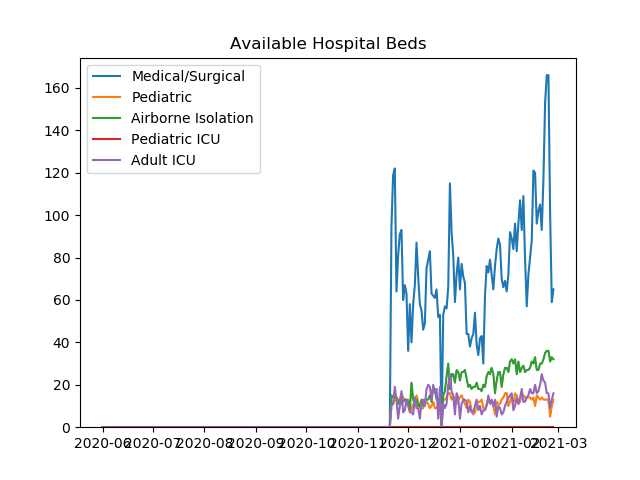 Available Hospital Beds
Medical/Surgical
Pediatric
Airborne Isolation
Pediatric ICU
Adult ICU
160
140
120
100
80
60
40
20
0
2020-06 2020-07 2020-08 2020-09 2020-10 2020-11 2020-12 2021-01 2021-02 2021-03